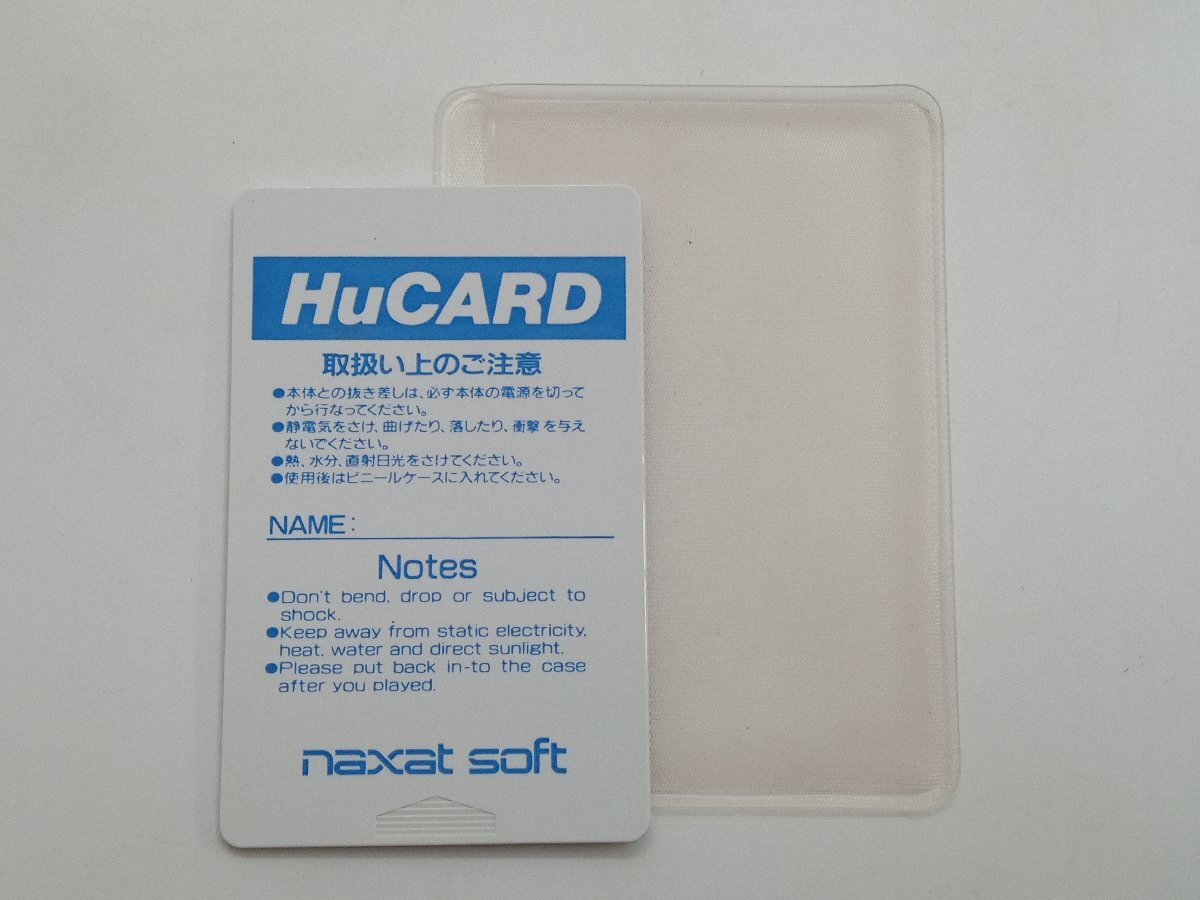 HuCARD
取扱い上のご注意
●本体との抜き差しは、必ず本体の電源を切って
から行なってください。
●静電気をさけ、曲げたり、落したり、衝撃を与え
ないでください。
●熱、水分、直射日光をさけてください。
●使用後はビニールケースに入れてください。
NAME:
Notes
●Don't bend, drop or subject to
shock.
●Keep away from static electricity,
heat, water and direct sunlight.
●Please put back in-to the case
after you played.
naxat soft